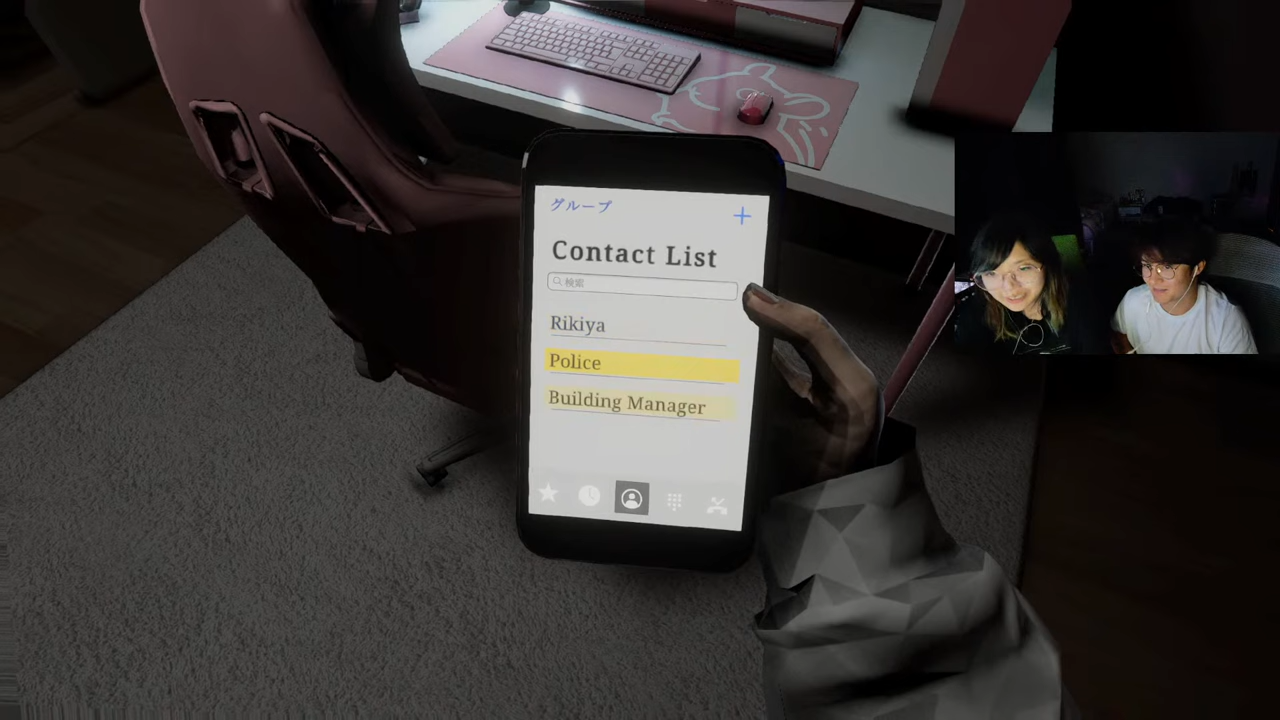 グループ
Contact List
検索
Rikiya
Police
Building Manager